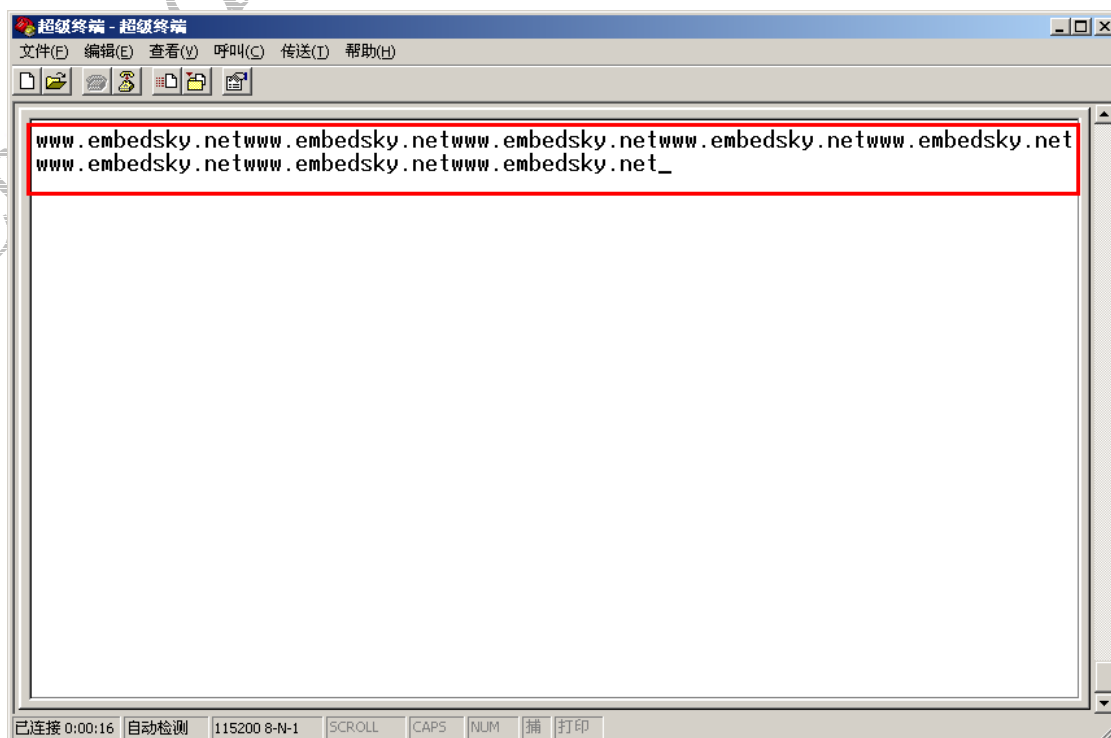 超级终端 - 超级终端
文件(F) 编辑(E) 查看(V) 呼叫(C) 传送(T) 帮助(H)
www.embedsky.netwww.embedsky.netwww.embedsky.netwww.embedsky.netwww.embedsky.net
www.embedsky.netwww.embedsky.netwww.embedsky.net_
已连接 0:00:16 自动检测 115200 8-N-1 SCROLL CAPS NUM 捕 打印